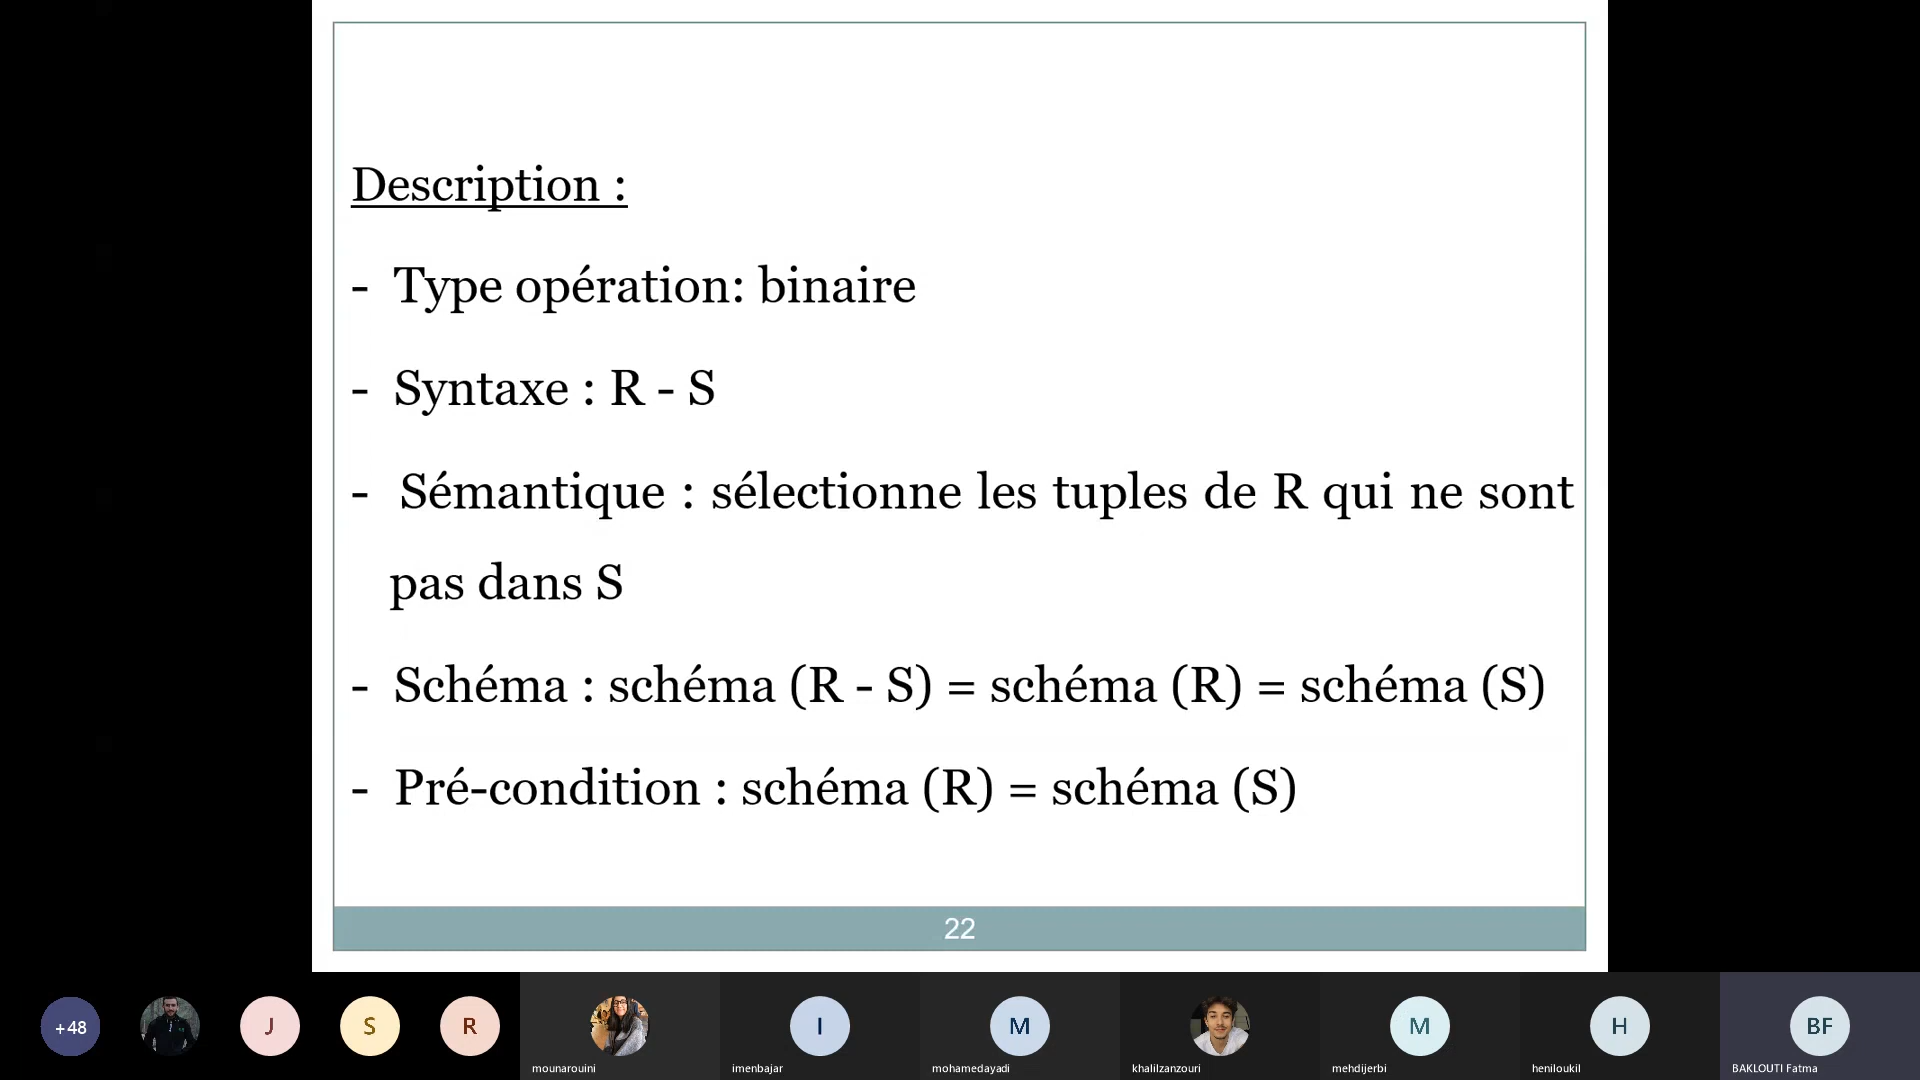 Description :
- Type opération: binaire
- Syntaxe : R - S
- Sémantique : sélectionne les tuples de R qui ne sont
pas dans S
- Schéma : schéma (R - S) = schéma (R) = schéma (S)
- Pré-condition : schéma (R) = schéma (S)
22
+48
J
S
R
I
M
M
H
BF
mounarouini
imenbajar
mohamedayadi
khalilzanzouri
mehdijerbi
heniloukil
BAKLOUTI Fatma